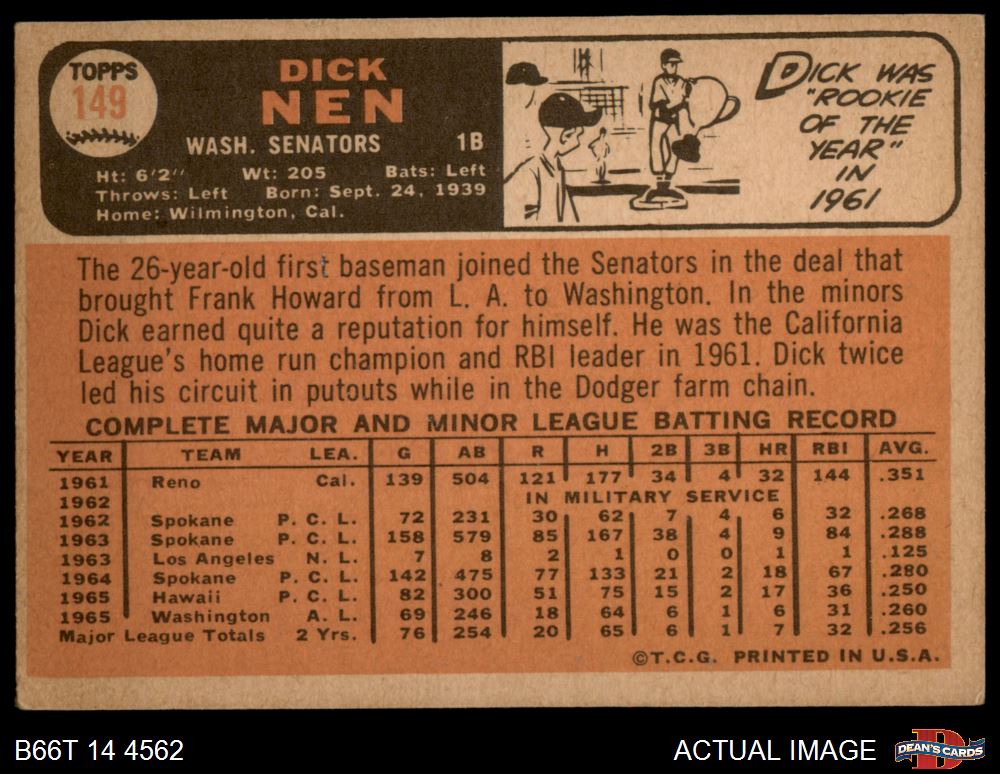 TOPPS
149
DICK
NEN
WASH. SENATORS 1B
Ht: 6'2" Wt: 205 Bats: Left
Throws: Left Born: Sept. 24, 1939
Home: Wilmington, Cal.
DICK WAS
"ROOKIE
OF THE
YEAR"
IN
1961
The 26-year-old first baseman joined the Senators in the deal that
brought Frank Howard from L. A. to Washington. In the minors
Dick earned quite a reputation for himself. He was the California
League's home run champion and RBI leader in 1961. Dick twice
led his circuit in putouts while in the Dodger farm chain.
COMPLETE MAJOR AND MINOR LEAGUE BATTING RECORD
YEAR TEAM LEA. G AB R H 2B 3B HR RBI AVG.
1961 Reno Cal. 139 504 121 177 34 4 32 144 .351
1962 IN MILITARY SERVICE
1962 Spokane P. C. L. 72 231 30 62 7 4 6 32 .268
1963 Spokane P. C. L. 158 579 85 167 38 4 9 84 .288
1963 Los Angeles N. L. 7 8 2 1 0 0 1 1 .125
1964 Spokane P. C. L. 142 475 77 133 21 2 18 67 .280
1965 Hawaii P. C. L. 82 300 51 75 15 2 17 36 .250
1965 Washington A. L. 69 246 18 64 6 1 6 31 .260
Major League Totals 2 Yrs. 76 254 20 65 6 1 7 32 .256
©T.C.G. PRINTED IN U.S.A.
B66T 14 4562 ACTUAL IMAGE DEAN'S CARDS